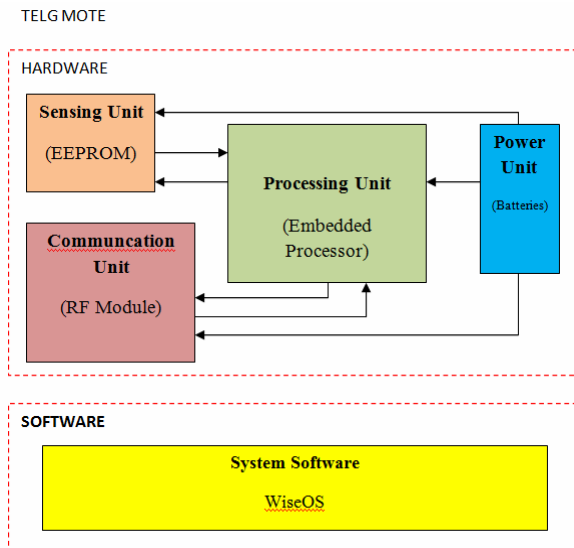 TELG MOTE
HARDWARE
Sensing Unit
(EEPROM)
Processing Unit
(Embedded
Processor)
Power
Unit
(Batteries)
Communcation
Unit
(RF Module)
SOFTWARE
System Software
WiseOS